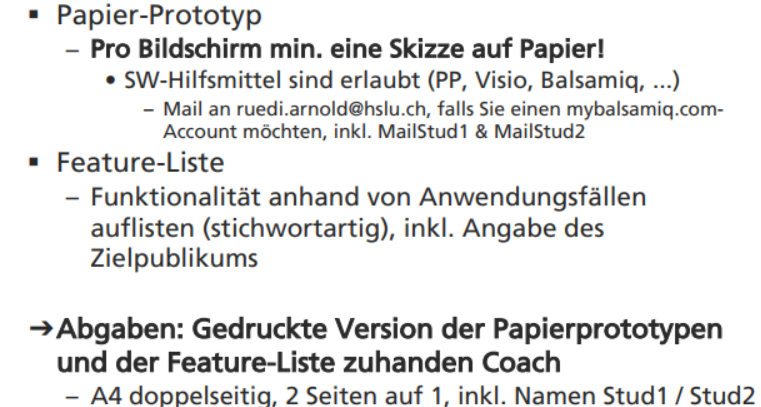 ▪ Papier-Prototyp
– Pro Bildschirm min. eine Skizze auf Papier!
• SW-Hilfsmittel sind erlaubt (PP, Visio, Balsamiq, ...)
– Mail an ruedi.arnold@hslu.ch, falls Sie einen mybalsamiq.com-
Account möchten, inkl. MailStud1 & MailStud2
▪ Feature-Liste
– Funktionalität anhand von Anwendungsfällen
auflisten (stichwortartig), inkl. Angabe des
Zielpublikums
➔Abgaben: Gedruckte Version der Papierprototypen
und der Feature-Liste zuhanden Coach
– A4 doppelseitig, 2 Seiten auf 1, inkl. Namen Stud1 / Stud2